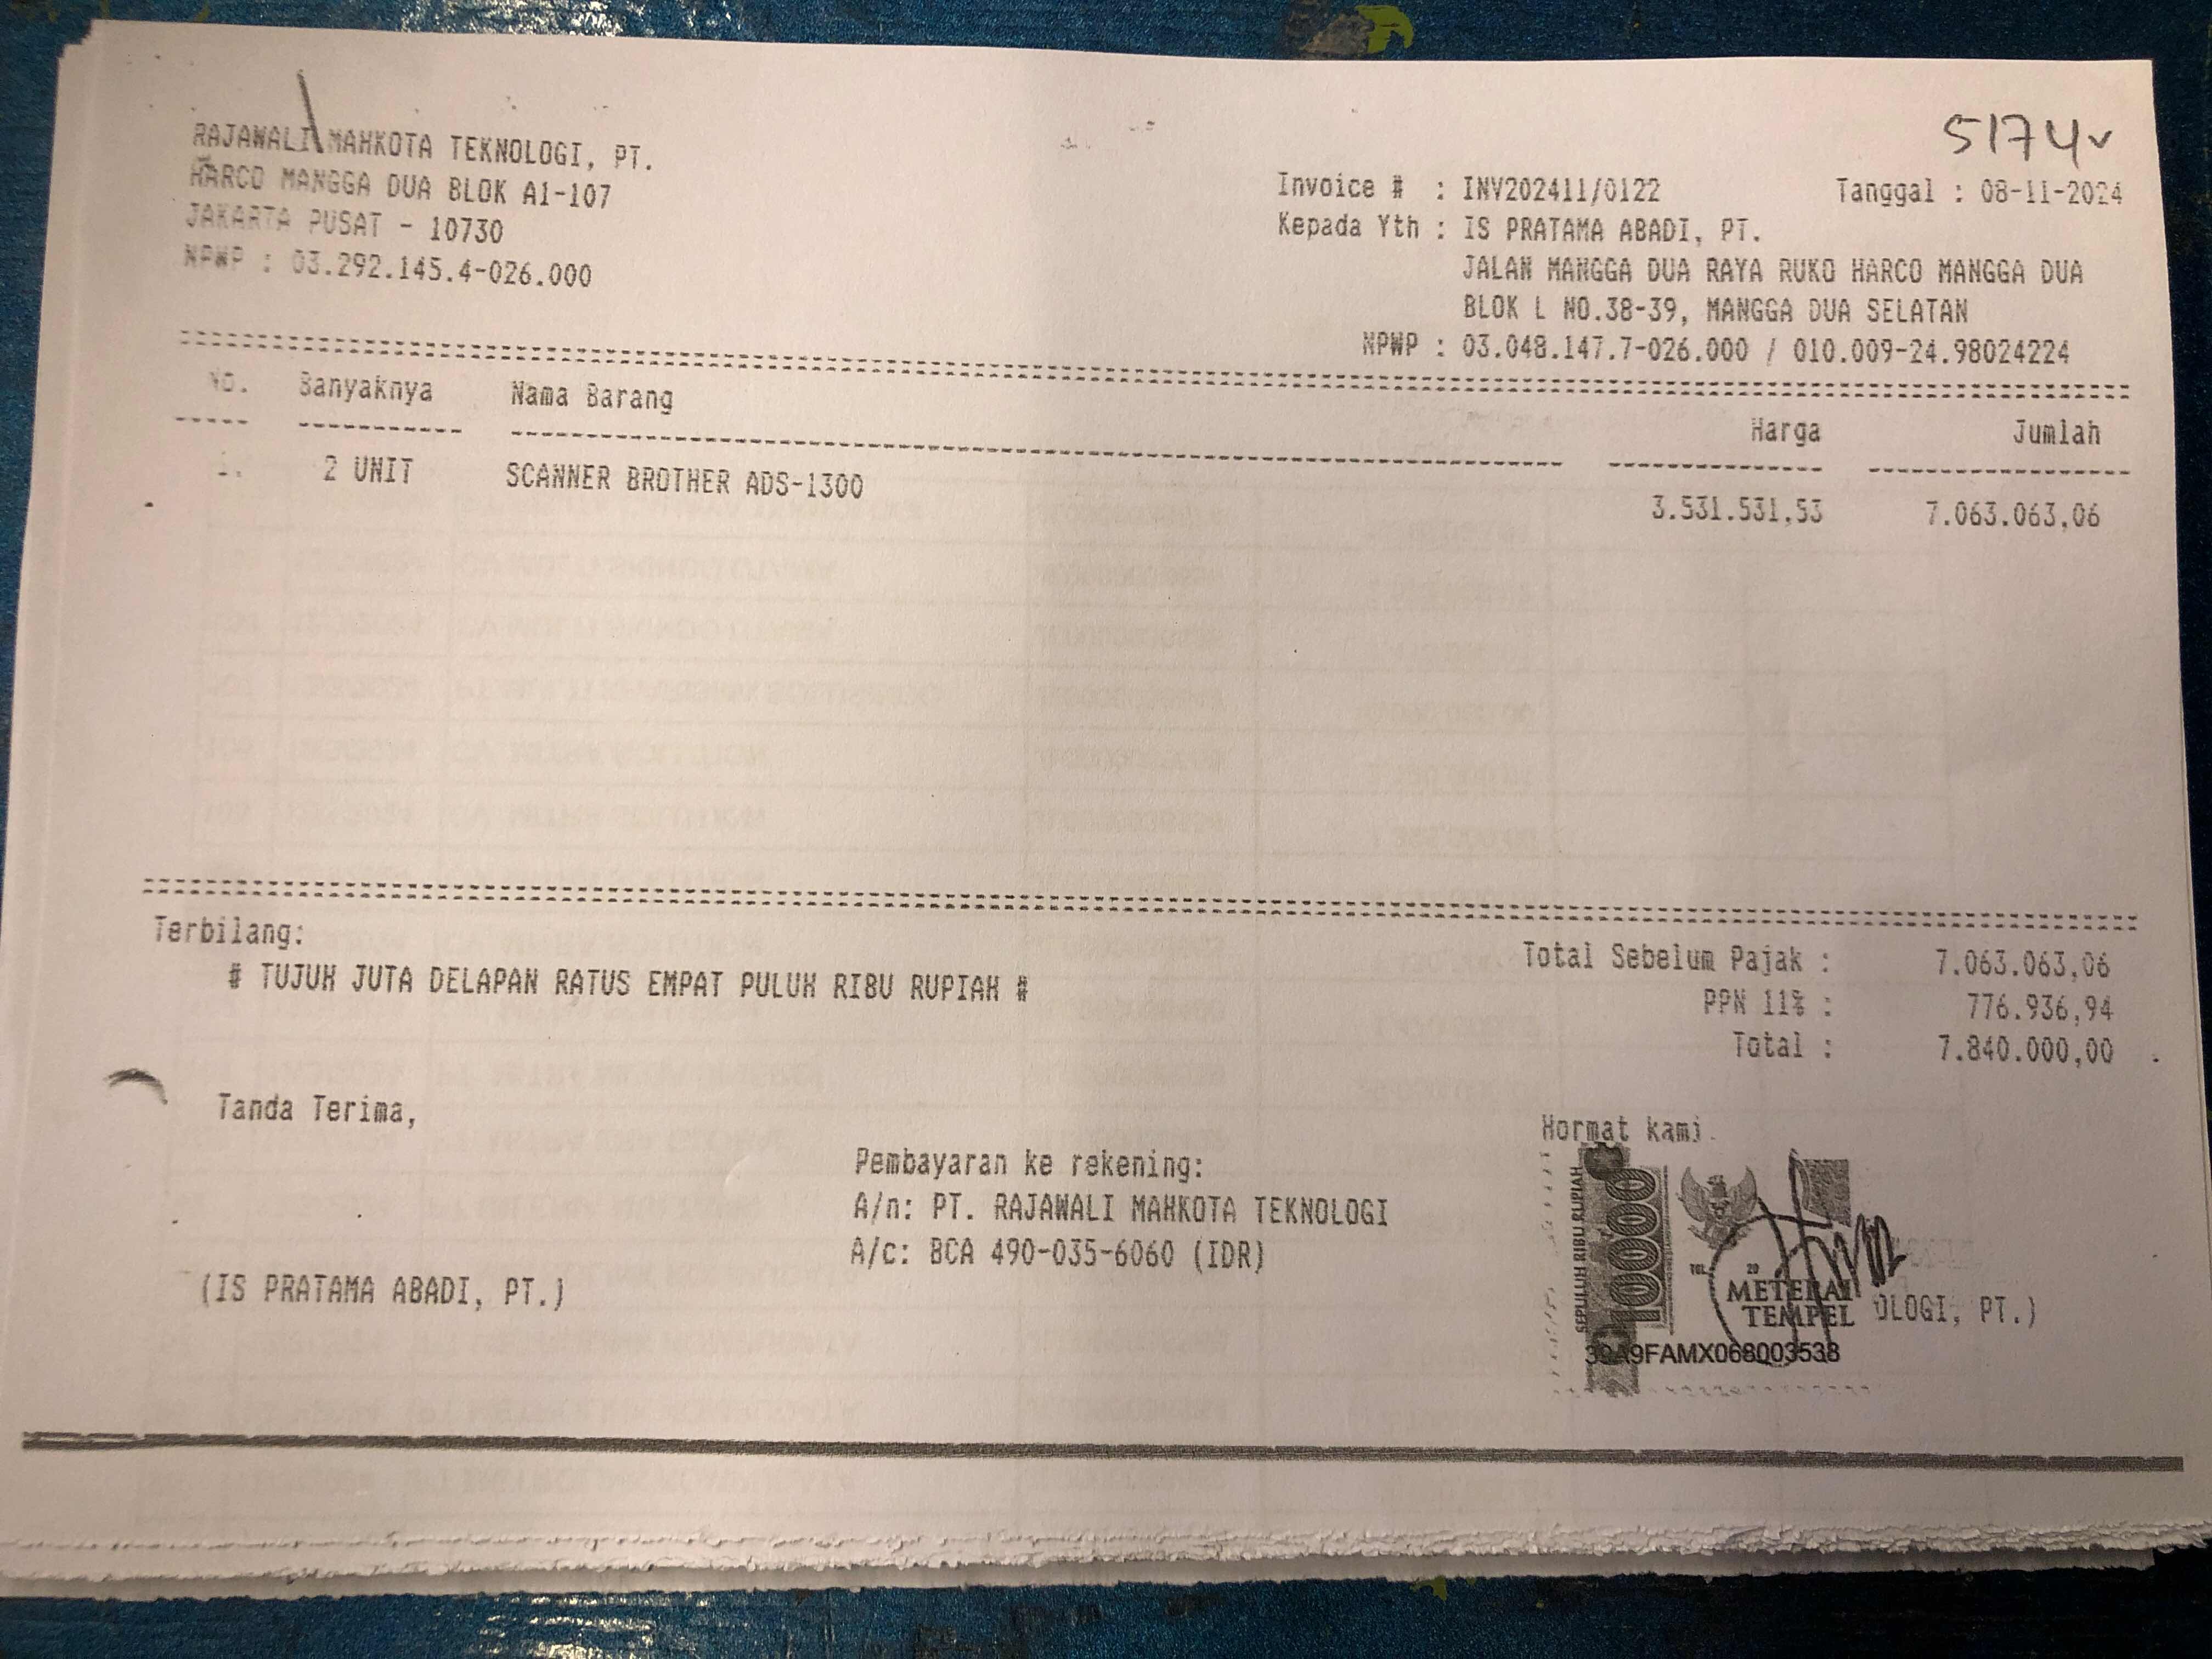 5174
RAJAWALI MAHKOTA TEKNOLOGI, PT.
HARCO MANGGA DUA BLOK A1-107
JAKARTA PUSAT - 10730
NPWP : 03.292.145.4-026.000
Invoice # : INV202411/0122 Tanggal : 08-11-2024
Kepada Yth : IS PRATAMA ABADI, PT.
JALAN MANGGA DUA RAYA RUKO HARCO MANGGA DUA
BLOK L NO.38-39, MANGGA DUA SELATAN
NPWP : 03.048.147.7-026.000 / 010.009-24.98024224
No. Banyaknya Nama Barang Harga Jumlah
1. 2 UNIT SCANNER BROTHER ADS-1300 3.531.531,53 7.063.063,06
Terbilang:
# TUJUH JUTA DELAPAN RATUS EMPAT PULUH RIBU RUPIAH #
Total Sebelum Pajak : 7.063.063,06
PPN 11% : 776.936,94
Total : 7.840.000,00
Tanda Terima,
Hormat kami
Pembayaran ke rekening:
A/n: PT. RAJAWALI MAHKOTA TEKNOLOGI
A/c: BCA 490-035-6060 (IDR)
(IS PRATAMA ABADI, PT.)
SEPULUH RIBU RUPIAH
10000
TGL. 20
METERAI
TEMPEL
OLOGI, PT.)